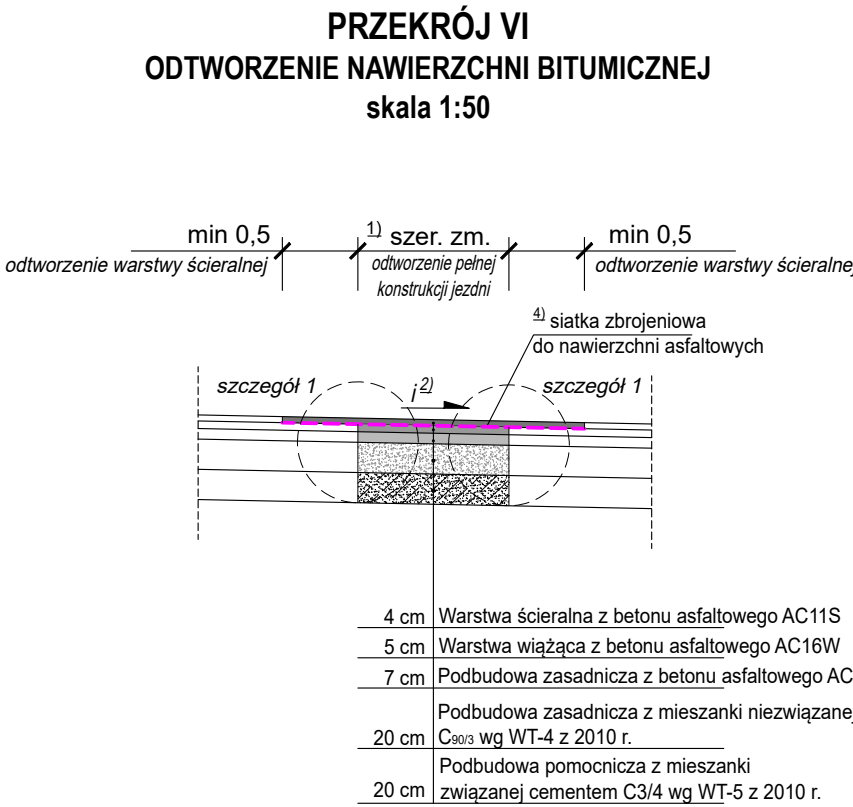 PRZEKRÓJ VI
ODTWORZENIE NAWIERZCHNI BITUMICZNEJ
skala 1:50
min 0,5
odtworzenie warstwy ścieralnej
1) szer. zm.
odtworzenie pełnej
konstrukcji jezdni
min 0,5
odtworzenie warstwy ścieralnej
4) siatka zbrojeniowa
do nawierzchni asfaltowych
szczegół 1
i 2)
szczegół 1
4 cm Warstwa ścieralna z betonu asfaltowego AC11S
5 cm Warstwa wiążąca z betonu asfaltowego AC16W
7 cm Podbudowa zasadnicza z betonu asfaltowego AC
Podbudowa zasadnicza z mieszanki niezwiązanej
20 cm C90/3 wg WT-4 z 2010 r.
Podbudowa pomocnicza z mieszanki
20 cm związanej cementem C3/4 wg WT-5 z 2010 r.